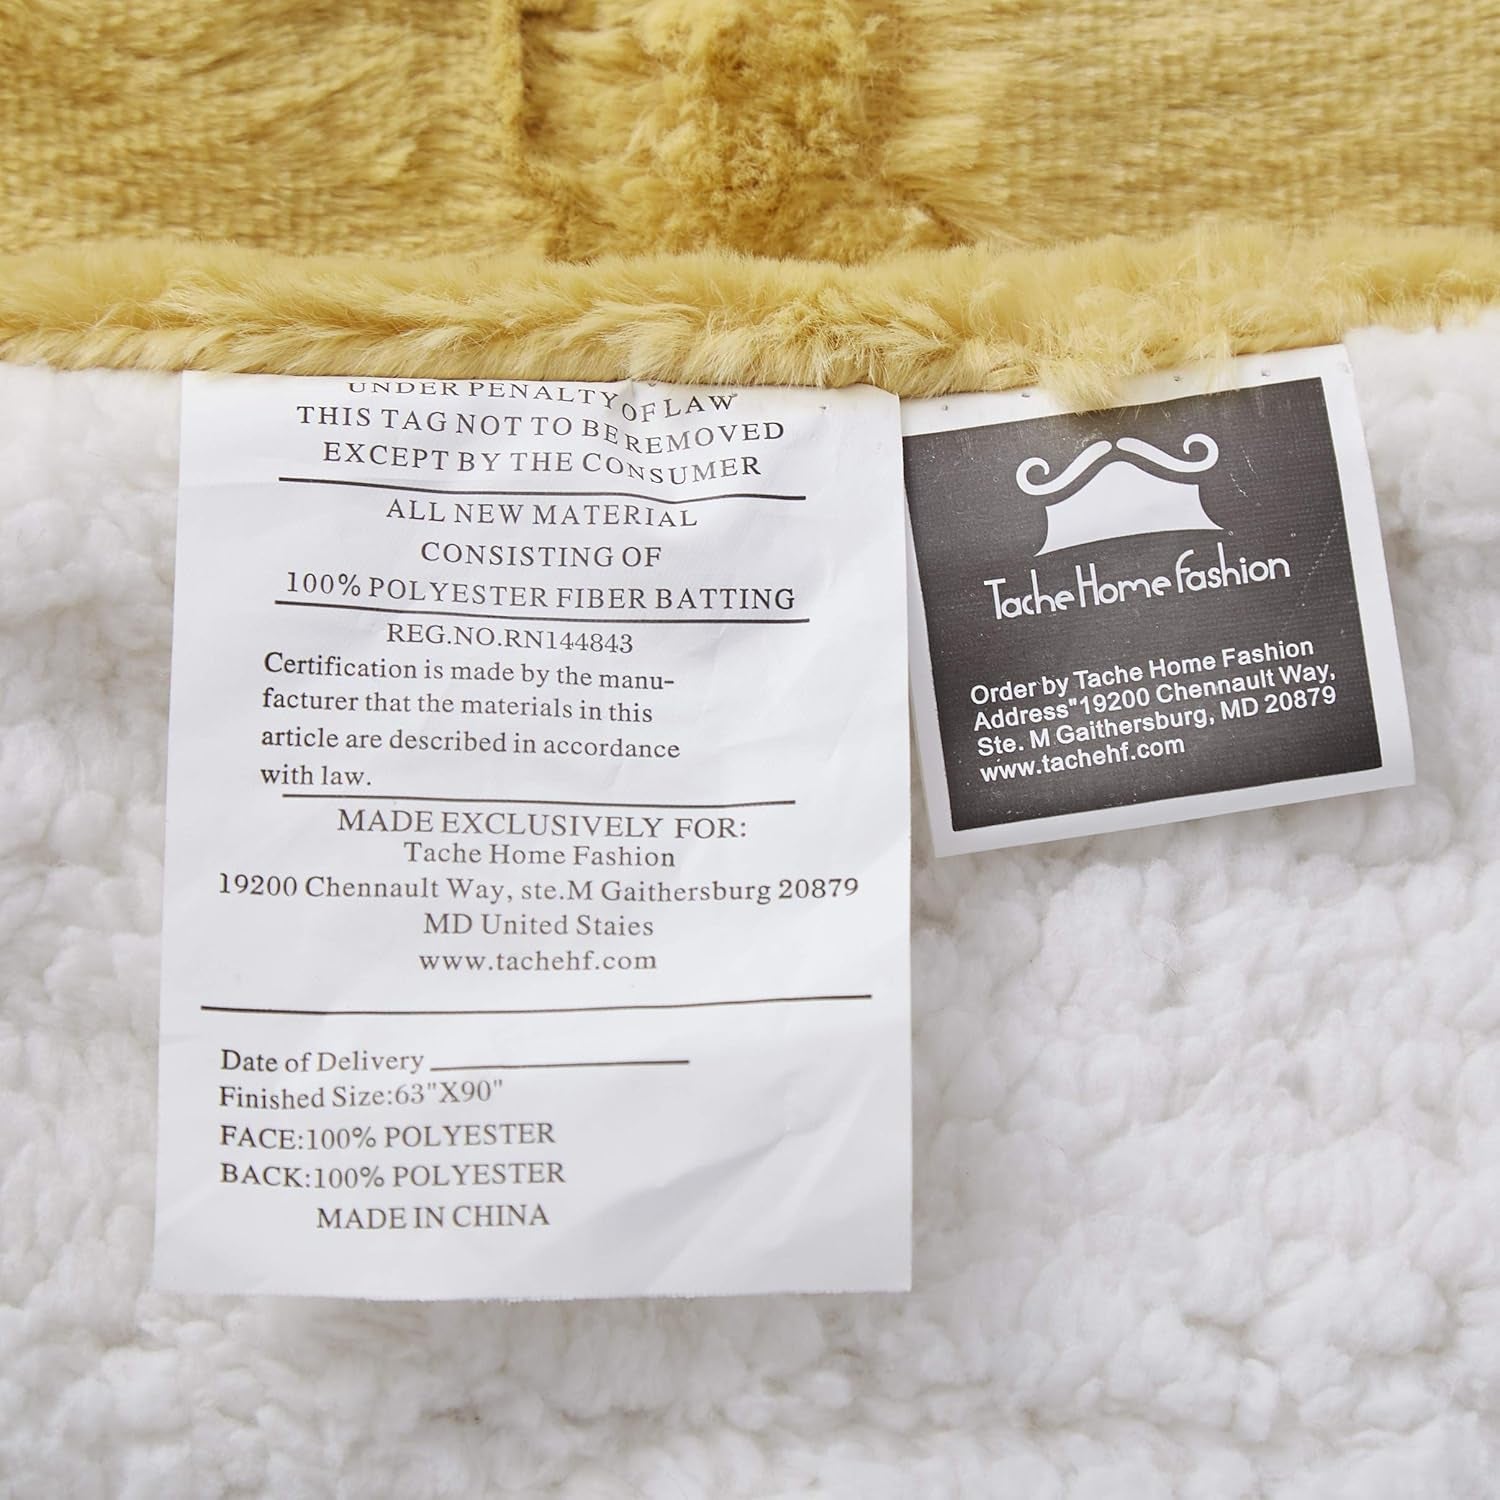 UNDER PENALTY OF LAW
THIS TAG NOT TO BE REMOVED
EXCEPT BY THE CONSUMER
ALL NEW MATERIAL
CONSISTING OF
100% POLYESTER FIBER BATTING
REG.NO.RN144843
Certification is made by the manu-
facturer that the materials in this
article are described in accordance
with law.
MADE EXCLUSIVELY FOR:
Tache Home Fashion
19200 Chennault Way, ste.M Gaithersburg 20879
MD United Staies
www.tachehf.com
Date of Delivery
Finished Size:63"X90"
FACE:100% POLYESTER
BACK:100% POLYESTER
MADE IN CHINA
Tache Home Fashion
Order by Tache Home Fashion
Address"19200 Chennault Way,
Ste. M Gaithersburg, MD 20879
www.tachehf.com